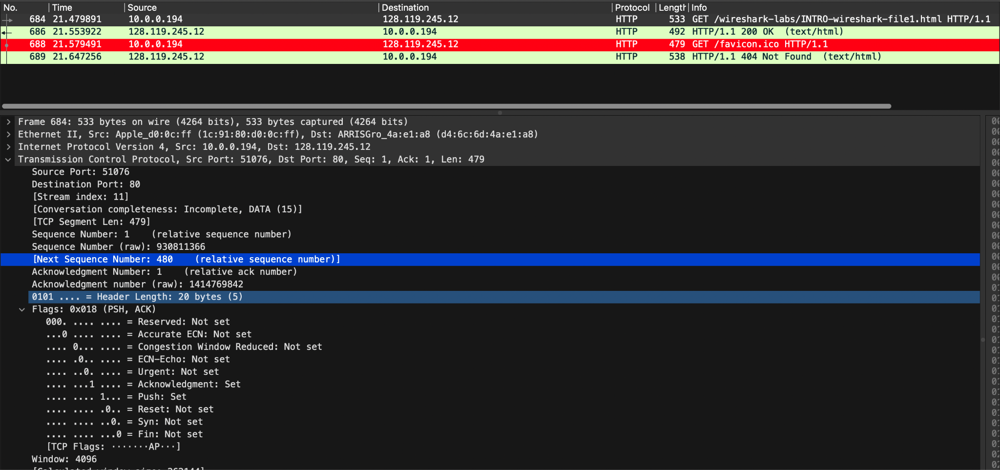 No. Time Source Destination Protocol Length Info
684 21.479891 10.0.0.194 128.119.245.12 HTTP 533 GET /wireshark-labs/INTRO-wireshark-file1.html HTTP/1.1
686 21.553922 128.119.245.12 10.0.0.194 HTTP 492 HTTP/1.1 200 OK (text/html)
688 21.579491 10.0.0.194 128.119.245.12 HTTP 479 GET /favicon.ico HTTP/1.1
689 21.647256 128.119.245.12 10.0.0.194 HTTP 538 HTTP/1.1 404 Not Found (text/html)
Frame 684: 533 bytes on wire (4264 bits), 533 bytes captured (4264 bits)
Ethernet II, Src: Apple_d0:0c:ff (1c:91:80:d0:0c:ff), Dst: ARRISGro_4a:e1:a8 (d4:6c:6d:4a:e1:a8)
Internet Protocol Version 4, Src: 10.0.0.194, Dst: 128.119.245.12
Transmission Control Protocol, Src Port: 51076, Dst Port: 80, Seq: 1, Ack: 1, Len: 479
Source Port: 51076
Destination Port: 80
[Stream index: 11]
[Conversation completeness: Incomplete, DATA (15)]
[TCP Segment Len: 479]
Sequence Number: 1 (relative sequence number)
Sequence Number (raw): 930811366
[Next Sequence Number: 480 (relative sequence number)]
Acknowledgment Number: 1 (relative ack number)
Acknowledgment number (raw): 1414769842
0101 .... = Header Length: 20 bytes (5)
Flags: 0x018 (PSH, ACK)
000. .... .... = Reserved: Not set
...0 .... .... = Accurate ECN: Not set
.... 0... .... = Congestion Window Reduced: Not set
.... .0.. .... = ECN-Echo: Not set
.... ..0. .... = Urgent: Not set
.... ...1 .... = Acknowledgment: Set
.... .... 1... = Push: Set
.... .... .0.. = Reset: Not set
.... .... ..0. = Syn: Not set
.... .... ...0 = Fin: Not set
[TCP Flags: ·······AP···]
Window: 4096
[Calculated window size: 262144]